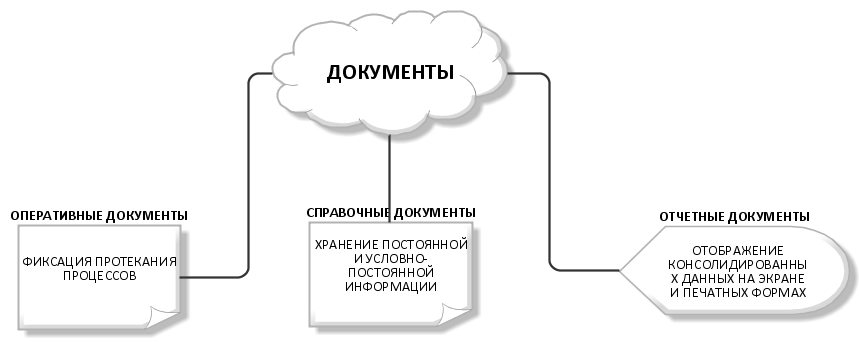 ДОКУМЕНТЫ
ОПЕРАТИВНЫЕ ДОКУМЕНТЫ
ФИКСАЦИЯ ПРОТЕКАНИЯ
ПРОЦЕССОВ
СПРАВОЧНЫЕ ДОКУМЕНТЫ
ХРАНЕНИЕ ПОСТОЯННОЙ
И УСЛОВНО-
ПОСТОЯННОЙ
ИНФОРМАЦИИ
ОТЧЕТНЫЕ ДОКУМЕНТЫ
ОТОБРАЖЕНИЕ
КОНСОЛИДИРОВАННЫ
Х ДАННЫХ НА ЭКРАНЕ
И ПЕЧАТНЫХ ФОРМАХ